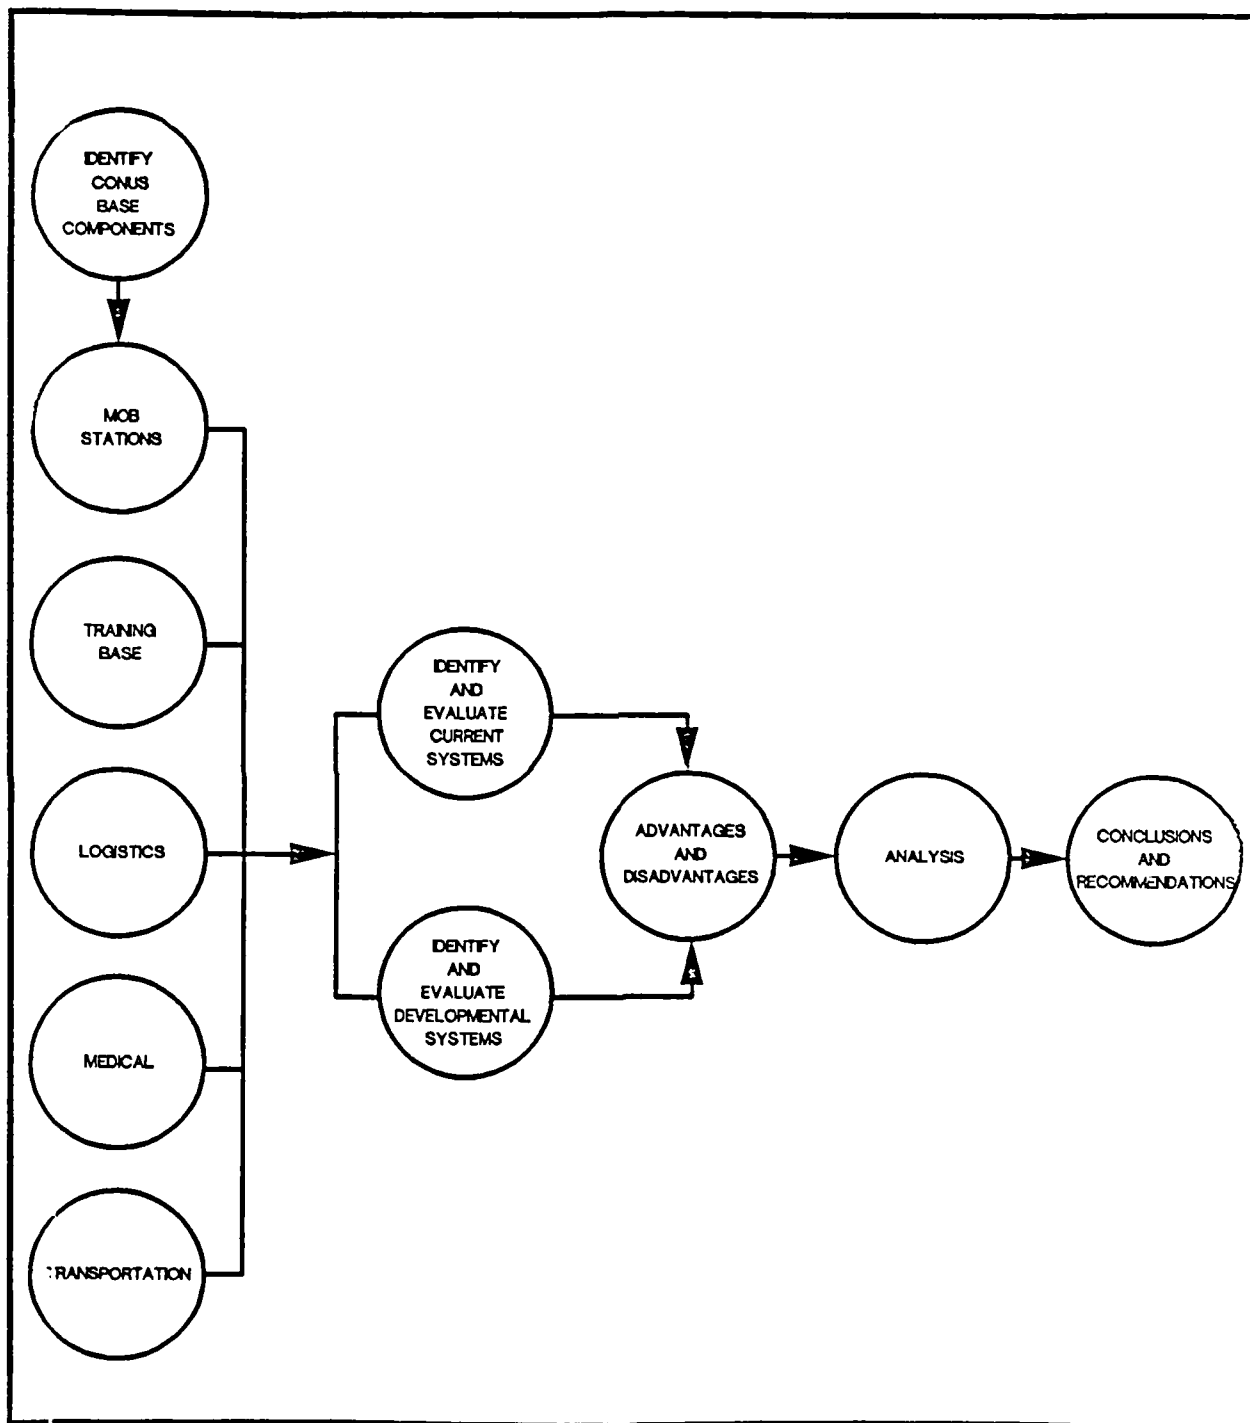 IDENTIFY
CONUS
BASE
COMPONENTS
MOB
STATIONS
TRAINING
BASE
LOGISTICS
MEDICAL
TRANSPORTATION
IDENTIFY
AND
EVALUATE
CURRENT
SYSTEMS
IDENTIFY
AND
EVALUATE
DEVELOPMENTAL
SYSTEMS
ADVANTAGES
AND
DISADVANTAGES
ANALYSIS
CONCLUSIONS
AND
RECOMMENDATIONS